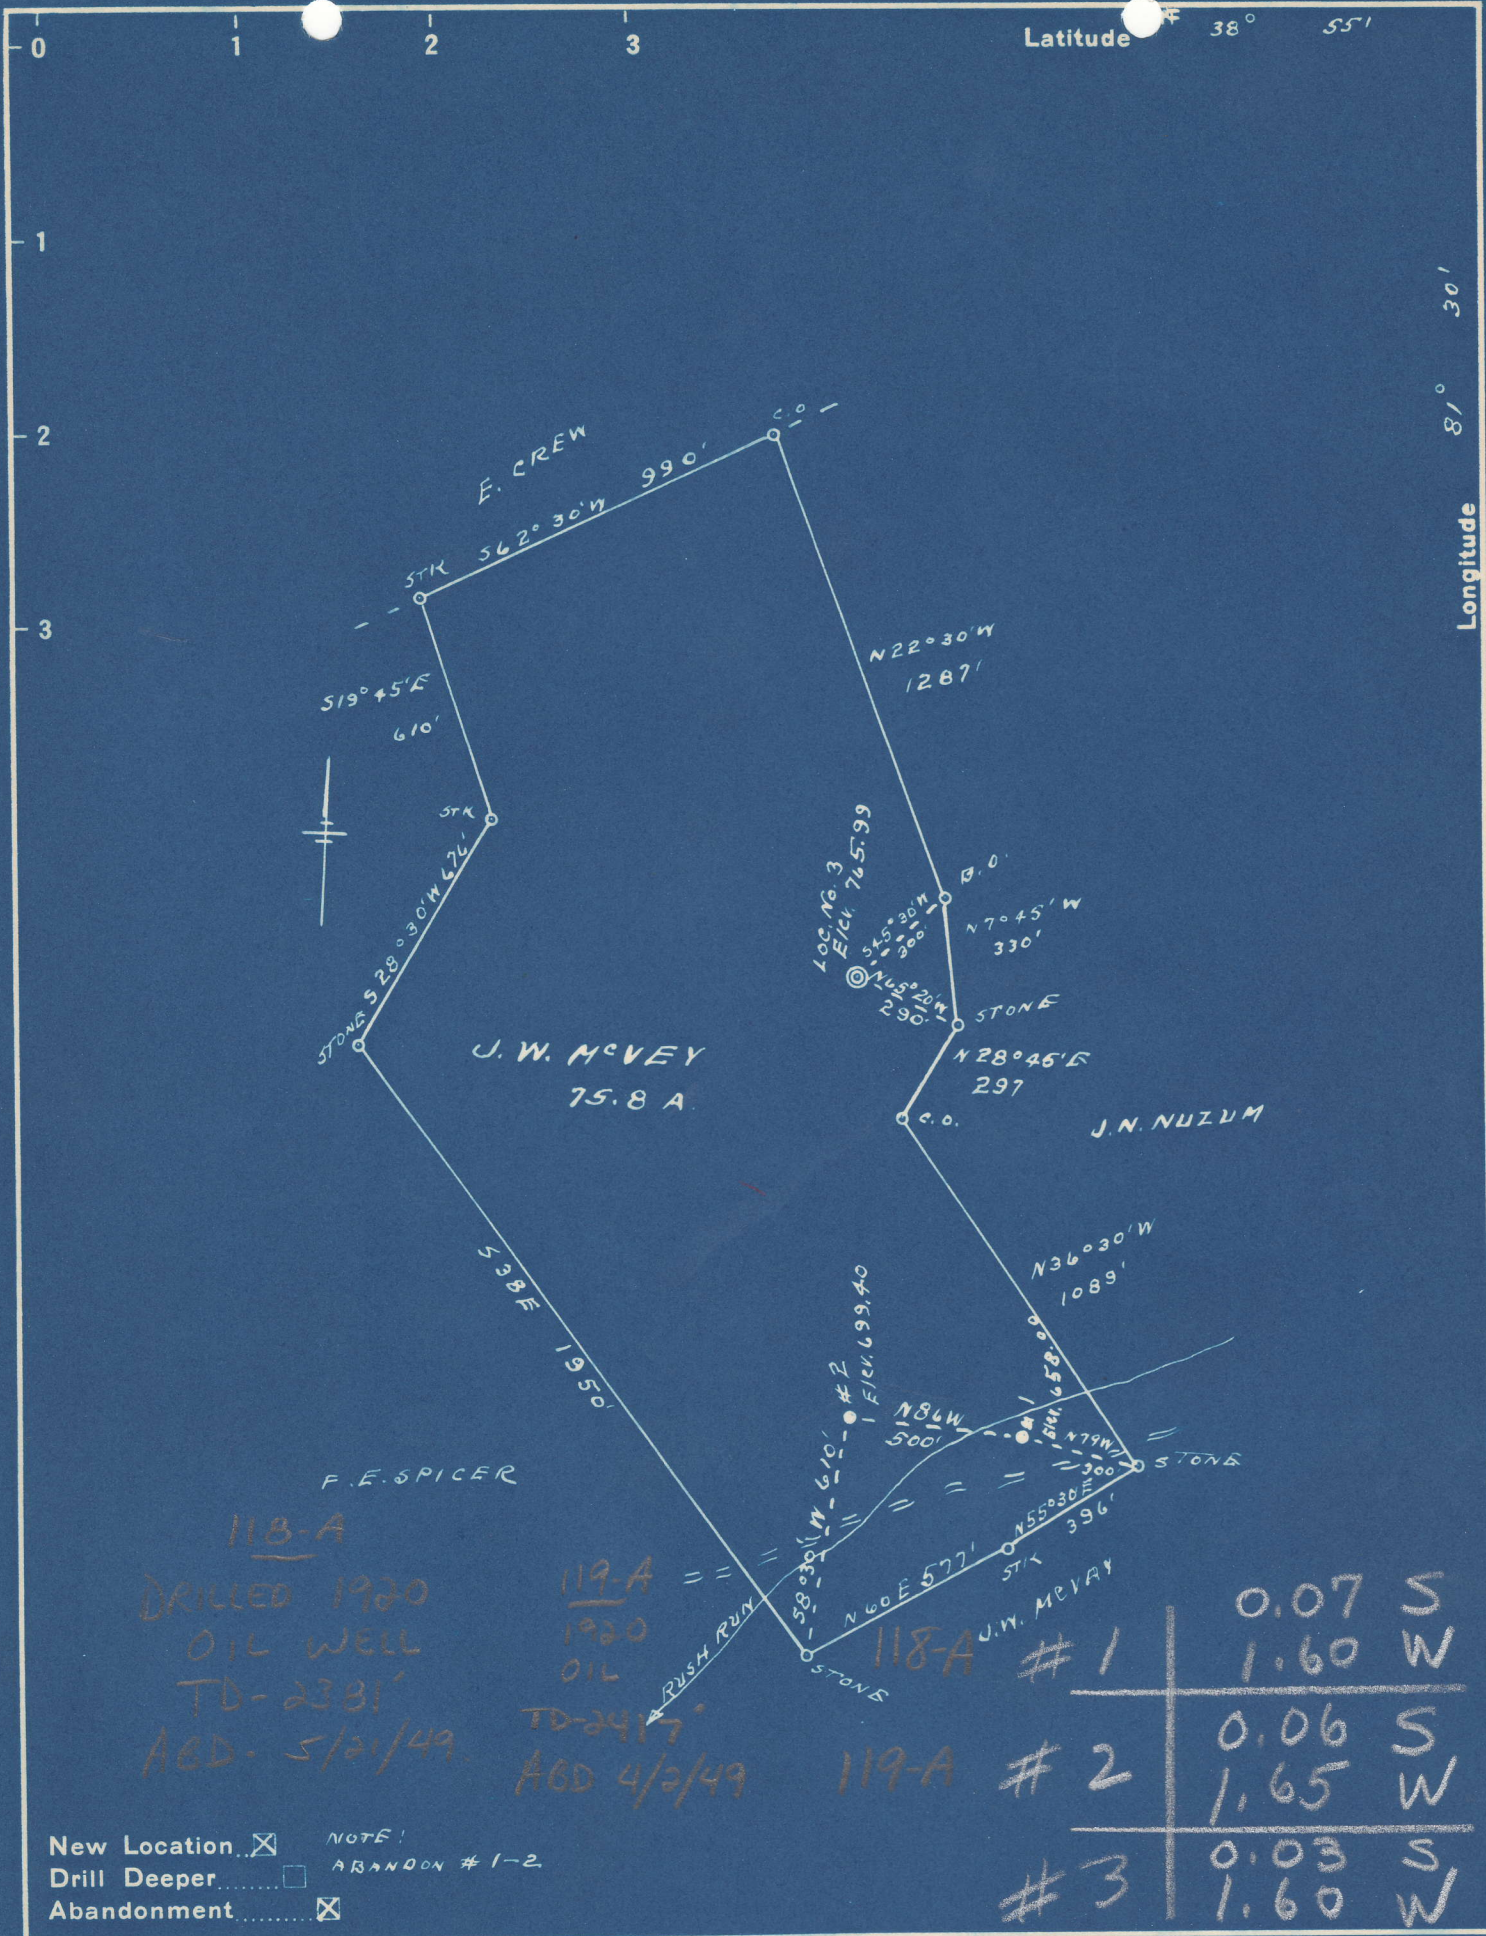 0
1
2
3
Latitude
38° 55'
1
2
3
81° 30'
Longitude
C.O
E. CREW
990'
S62°30'W
STK
N22°30'W
1287'
S19°45'E
610'
STK
S28°30'W 676'
STONE
LOC. No. 3
Elev. 765.99
B.O.
S45°30'W
300'
N7°45'W
330'
N65°20'W
290'
STONE
J. W. McVEY
75.8 A.
N28°45'E
297
C.O.
J.N. NUZUM
N36°30'W
1089'
S38E 1950'
#2
Elev. 699.40
#1
Elev. 658.09
N86W
500'
N79W
300
STONE
F.E. SPICER
S8°30'W 610'
N55°30E
396'
STK
N60E 577'
J.W. McVAY
RUSH RUN
STONE
118-A
DRILLED 1920
OIL WELL
TD-2381'
ABD- 5/21/49
119-A
1920
OIL
TD-2417'
ABD 4/2/49
118-A
119-A
#1 0.07 S
1.60 W
#2 0.06 S
1.65 W
#3 0.03 S
1.60 W
New Location..☒
Drill Deeper........☐
Abandonment..........☒
NOTE!
ABANDON #1-2